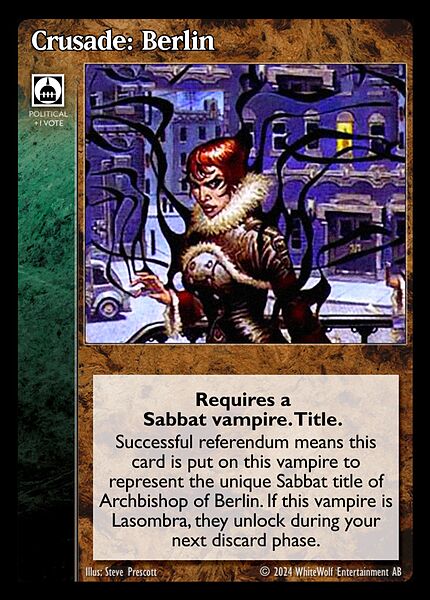 Crusade: Berlin
POLITICAL
+1 VOTE
Requires a
Sabbat vampire. Title.
Successful referendum means this
card is put on this vampire to
represent the unique Sabbat title of
Archbishop of Berlin. If this vampire is
Lasombra, they unlock during your
next discard phase.
Illus: Steve Prescott
© 2024 WhiteWolf Entertainment AB